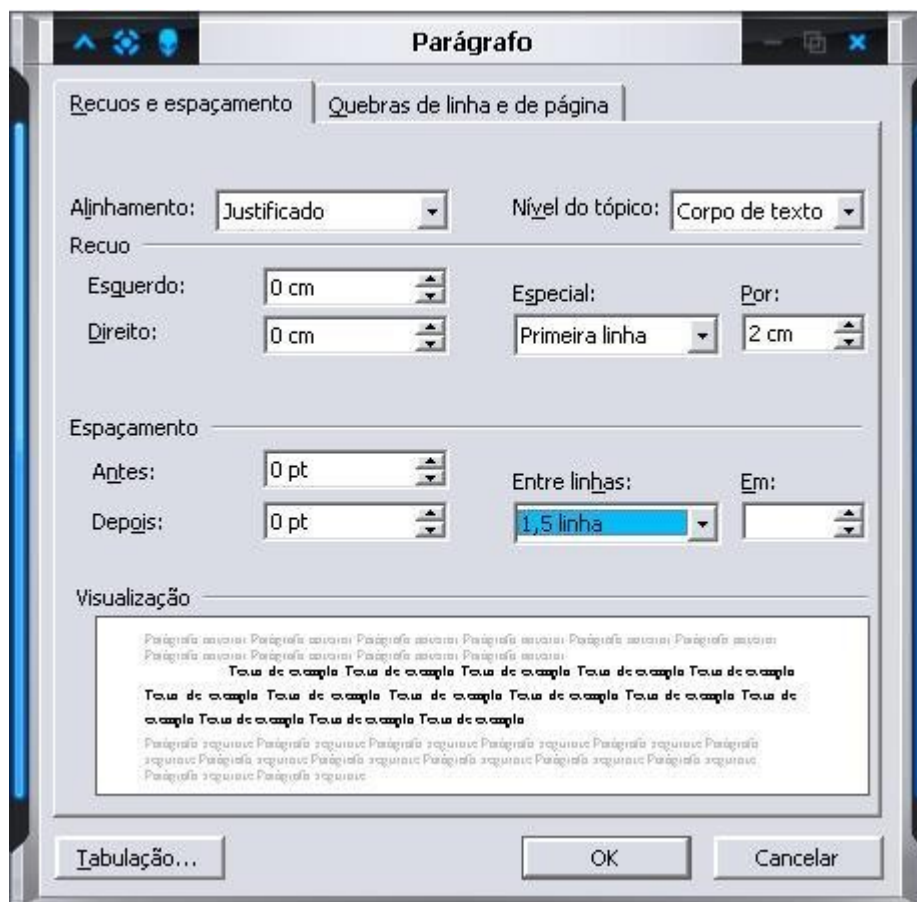 Parágrafo
Recuos e espaçamento
Quebras de linha e de página
Alinhamento: Justificado Nível do tópico: Corpo de texto
Recuo
Esquerdo: 0 cm Especial: Por:
Direito: 0 cm Primeira linha 2 cm
Espaçamento
Antes: 0 pt Entre linhas: Em:
Depois: 0 pt 1,5 linha
Visualização
Parágrafo anterior Parágrafo anterior Parágrafo anterior Parágrafo anterior Parágrafo anterior Parágrafo anterior
Parágrafo anterior Parágrafo anterior Parágrafo anterior Parágrafo anterior
Texto de exemplo Texto de exemplo Texto de exemplo Texto de exemplo Texto de exemplo
Texto de exemplo Texto de exemplo Texto de exemplo Texto de exemplo Texto de exemplo Texto de
exemplo Texto de exemplo Texto de exemplo Texto de exemplo
Parágrafo seguinte Parágrafo seguinte Parágrafo seguinte Parágrafo seguinte Parágrafo seguinte Parágrafo
seguinte Parágrafo seguinte Parágrafo seguinte Parágrafo seguinte Parágrafo seguinte Parágrafo seguinte
Parágrafo seguinte Parágrafo seguinte
Tabulação... OK Cancelar